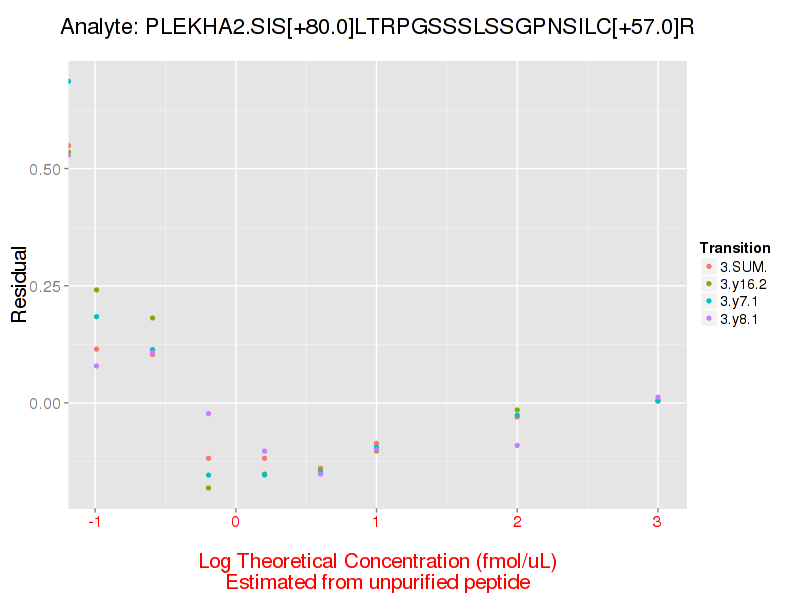 Analyte: PLEKHA2.SIS[+80.0]LTRPGSSSLSSGPNSILC[+57.0]R
Residual
0.50
0.25
0.00
-1
0
1
2
3
Log Theoretical Concentration (fmol/uL)
Estimated from unpurified peptide
Transition
3.SUM.
3.y16.2
3.y7.1
3.y8.1